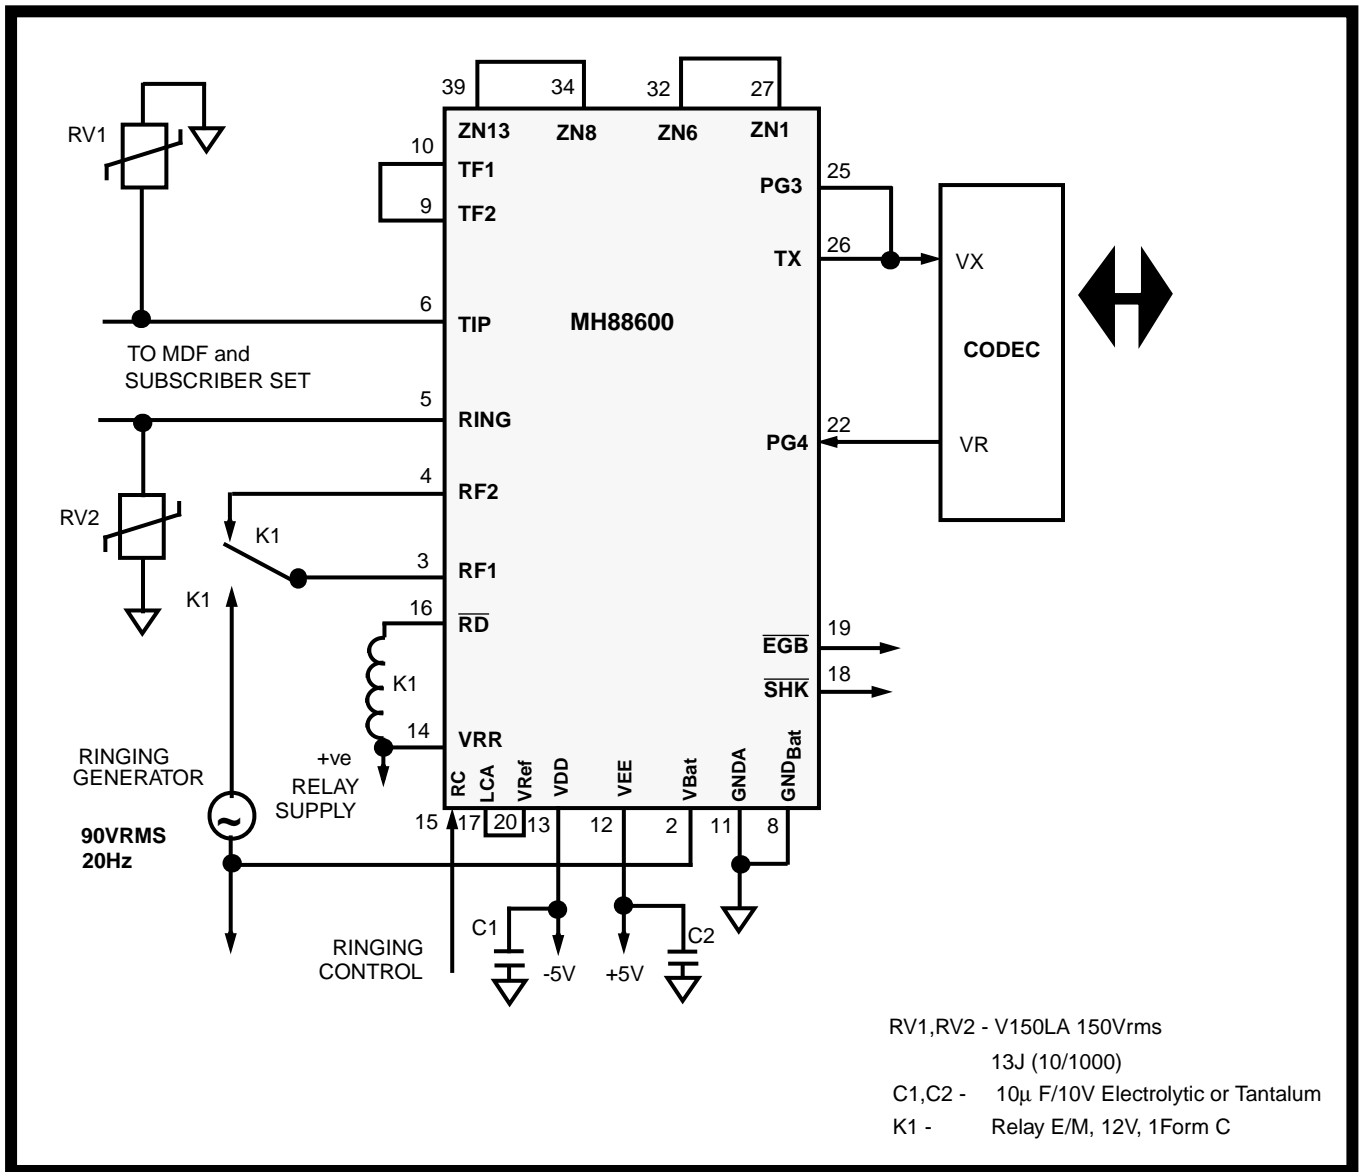 39 34 32 27
ZN13 ZN8 ZN6 ZN1
RV1
10
TF1
25
PG3
9
TF2
26
TX
VX
6
TIP
MH88600
CODEC
TO MDF and
SUBSCRIBER SET
5
RING
22
PG4
VR
4
RF2
RV2
K1
3
RF1
K1
16
RD
19
EGB
K1
18
SHK
14
VRR
+ve
RELAY
SUPPLY
RINGING
GENERATOR
90VRMS
20Hz
~
RC LCA VRef VDD VEE VBat GNDA GNDBat
15 17 20 13 12 2 11 8
C1
C2
RINGING
CONTROL
-5V +5V
RV1,RV2 - V150LA 150Vrms
13J (10/1000)
C1,C2 - 10μ F/10V Electrolytic or Tantalum
K1 - Relay E/M, 12V, 1Form C